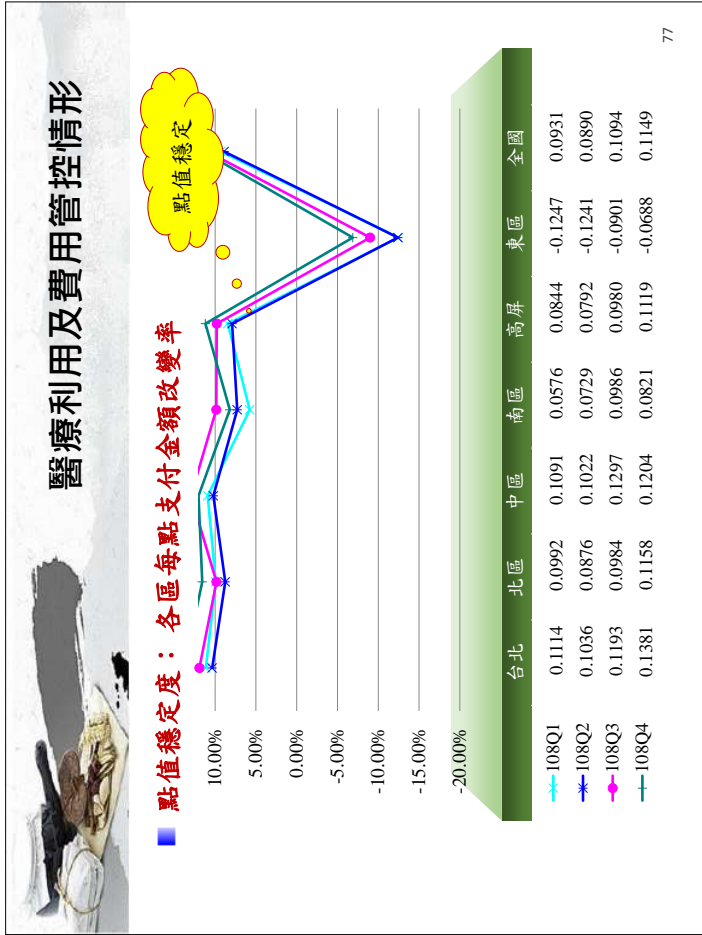 醫療利用及費用管控情形
點值穩定度：各區每點支付金額改變率
點值穩定
10.00%
5.00%
0.00%
-5.00%
-10.00%
-15.00%
-20.00%
台北 北區 中區 南區 高屏 東區 全國
108Q1 0.1114 0.0992 0.1091 0.0576 0.0844 -0.1247 0.0931
108Q2 0.1036 0.0876 0.1022 0.0729 0.0792 -0.1241 0.0890
108Q3 0.1193 0.0984 0.1297 0.0986 0.0980 -0.0901 0.1094
108Q4 0.1381 0.1158 0.1204 0.0821 0.1119 -0.0688 0.1149
77